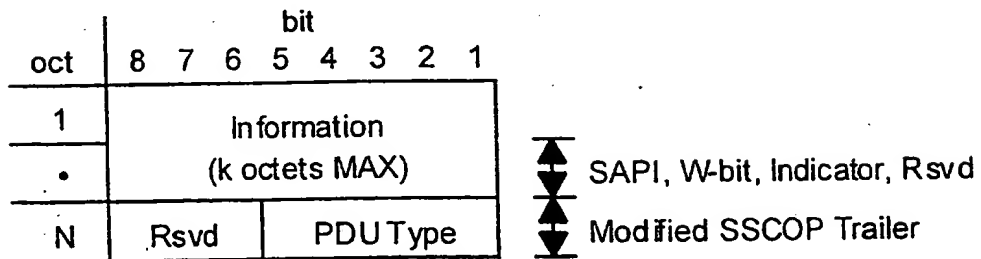 bit
oct 8 7 6 5 4 3 2 1
1 Information
• (k octets MAX) SAPI, W-bit, Indicator, Rsvd
N Rsvd PDU Type Modified SSCOP Trailer